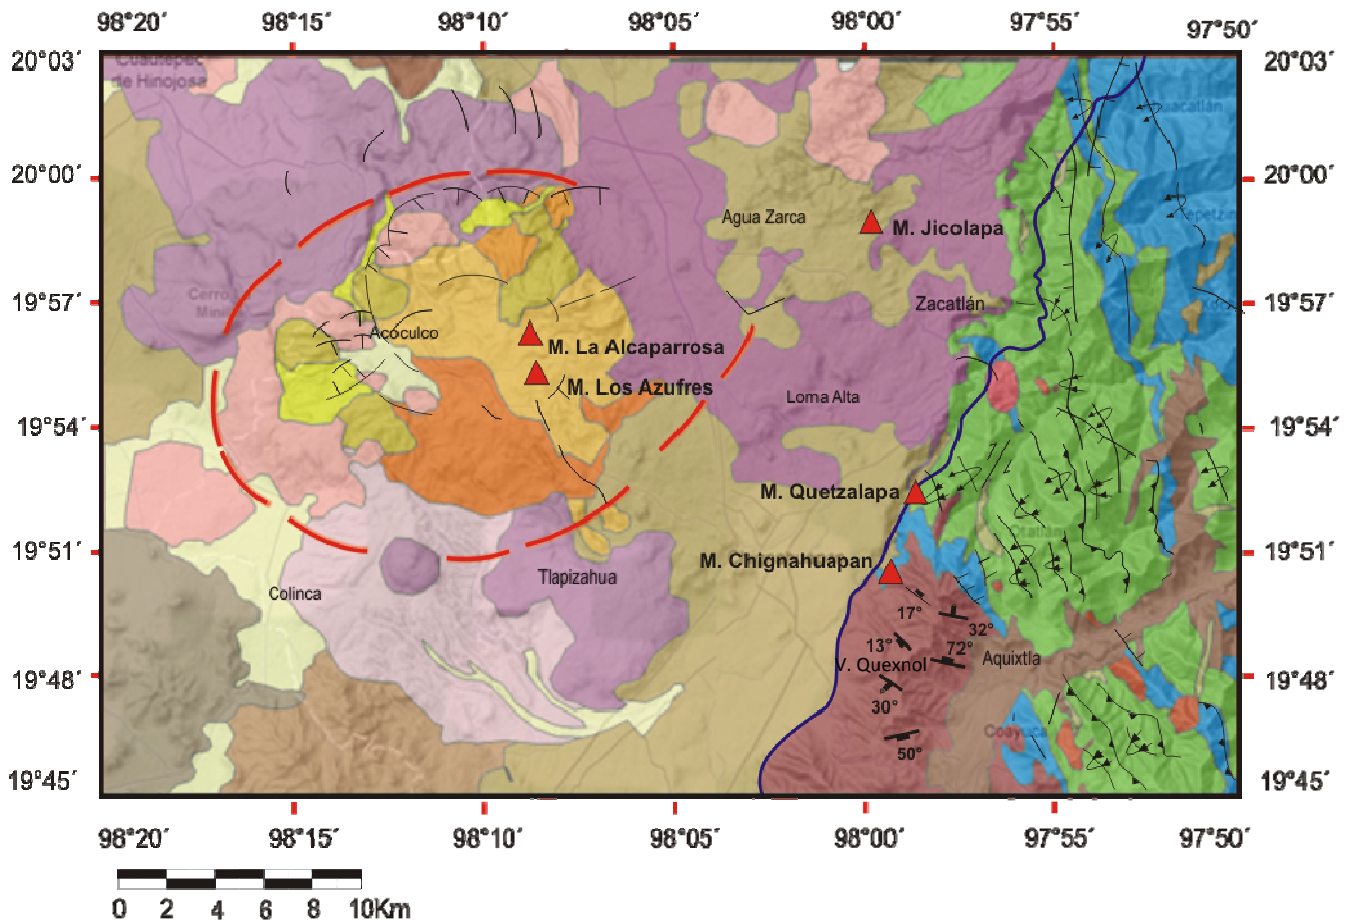 98°20´ 98°15´ 98°10´ 98°05´ 98°00´ 97°55´ 97°50´
20°03´ 20°03´
Cuautepec
de Hinojosa
20°00´ 20°00´
Agua Zarca
M. Jicolapa
19°57´ 19°57´
Cerro
Zacatlán
Acoculco
M. La Alcaparrosa
M. Los Azufres
Loma Alta
19°54´ 19°54´
M. Quetzalapa
19°51´ 19°51´
M. Chignahuapan
Tlapizahua
Colinca
17°
32°
13°
72°
V. Quexnol
Aquixtla
19°48´ 19°48´
30°
Coayuca
50°
19°45´ 19°45´
98°20´ 98°15´ 98°10´ 98°05´ 98°00´ 97°55´ 97°50´
0 2 4 6 8 10Km